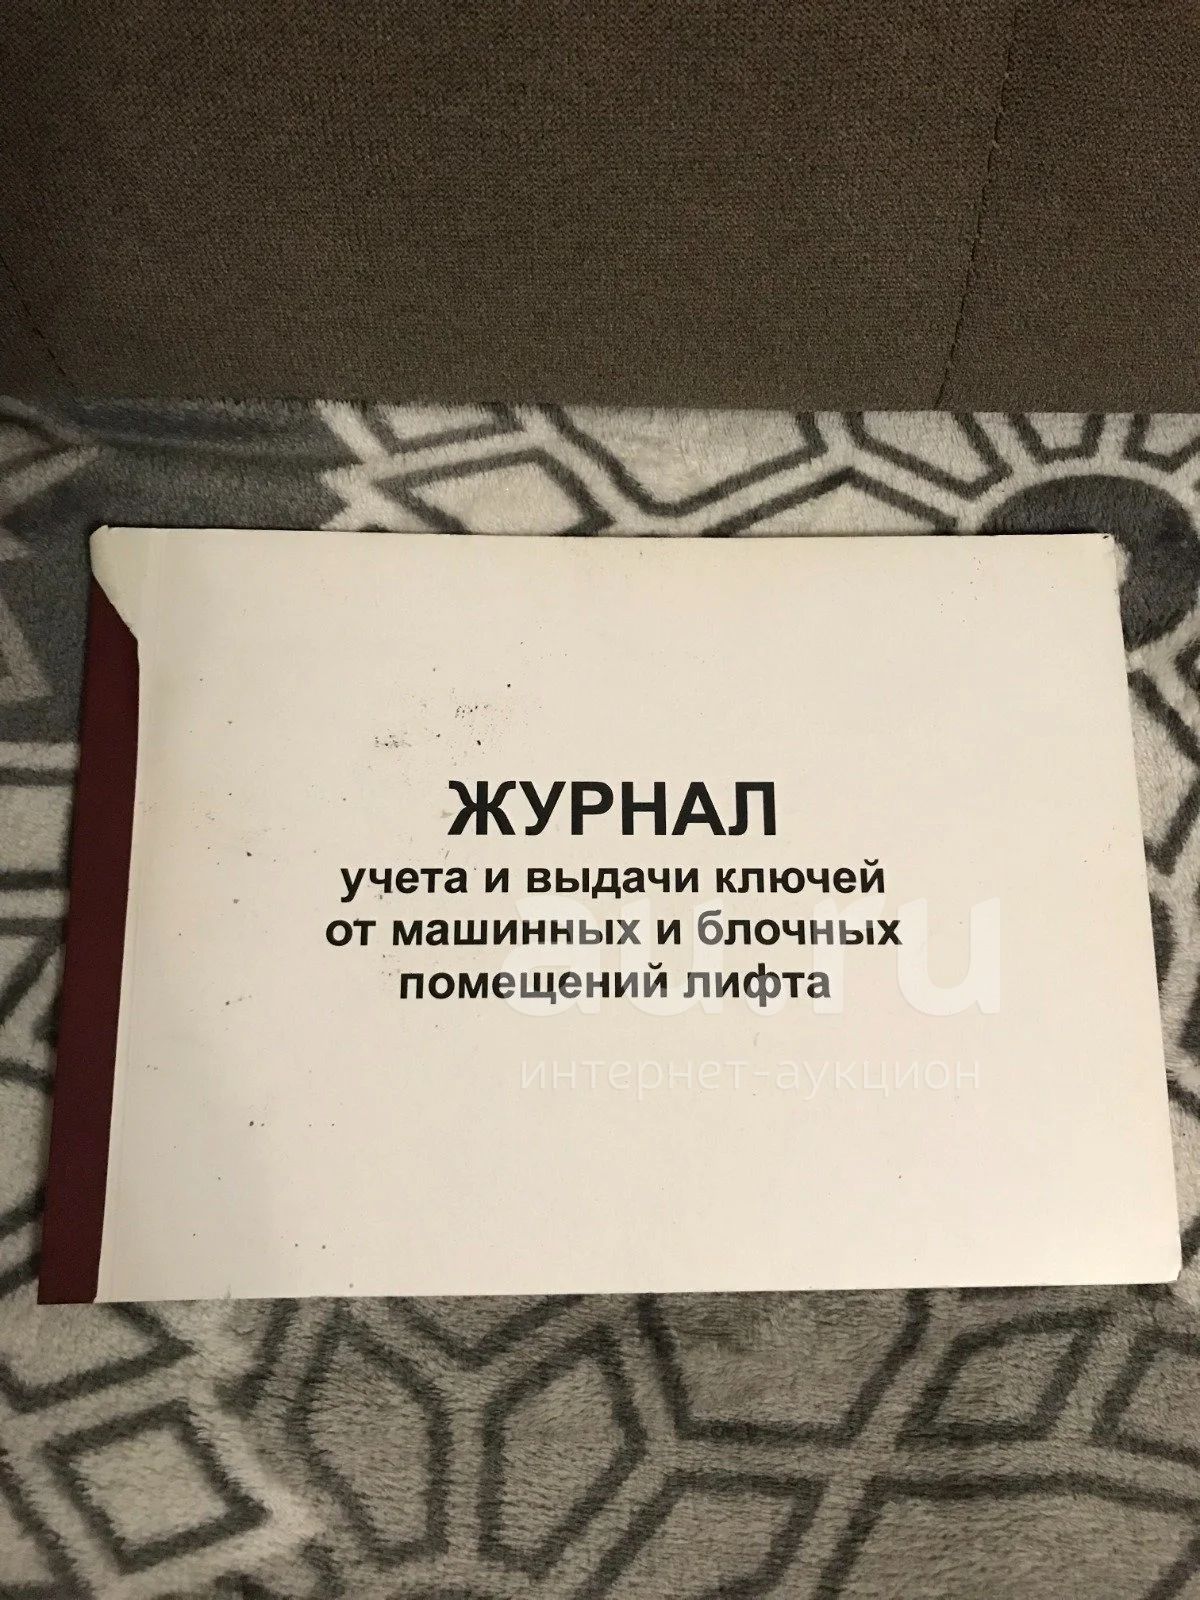 ЖУРНАЛ
учета и выдачи ключей
от машинных и блочных
помещений лифта
au.ru
интернет-аукцион